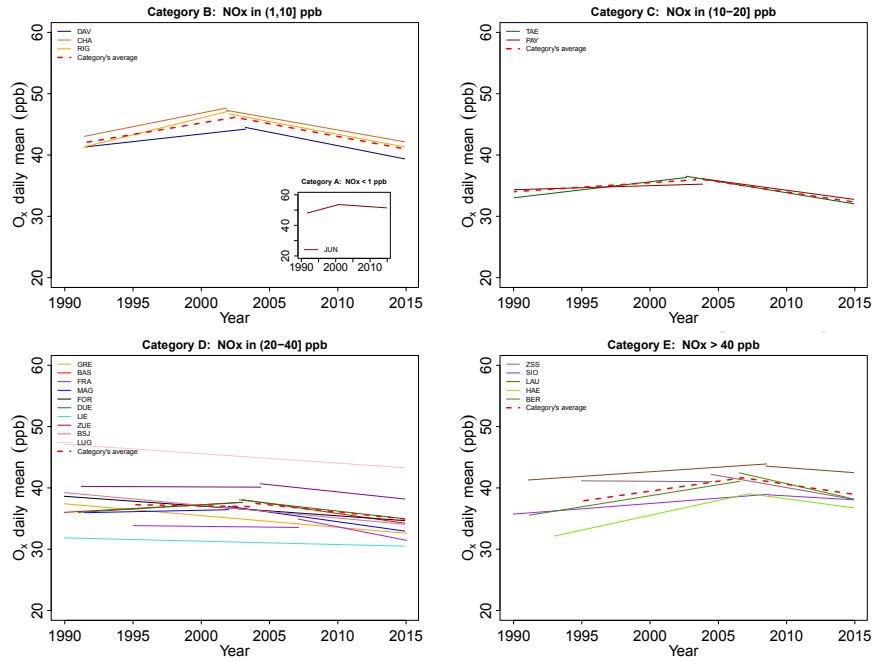 Category B: NOx in (1,10] ppb
60
50
40
30
20
Ox daily mean (ppb)
DAV
CHA
RIG
Category's average
Category A: NOx < 1 ppb
60
40
20
JUN
1990 2000 2010
1990 1995 2000 2005 2010 2015
Year
Category C: NOx in (10−20] ppb
60
50
40
30
20
Ox daily mean (ppb)
TAE
PAY
Category's average
1990 1995 2000 2005 2010 2015
Year
Category D: NOx in (20−40] ppb
60
50
40
30
20
Ox daily mean (ppb)
GRE
BAS
FRA
MAG
FOR
DUE
LIE
ZUE
BSJ
LUG
Category's average
1990 1995 2000 2005 2010 2015
Year
Category E: NOx > 40 ppb
60
50
40
30
20
Ox daily mean (ppb)
ZSS
SIO
LAU
HAE
BER
Category's average
1990 1995 2000 2005 2010 2015
Year